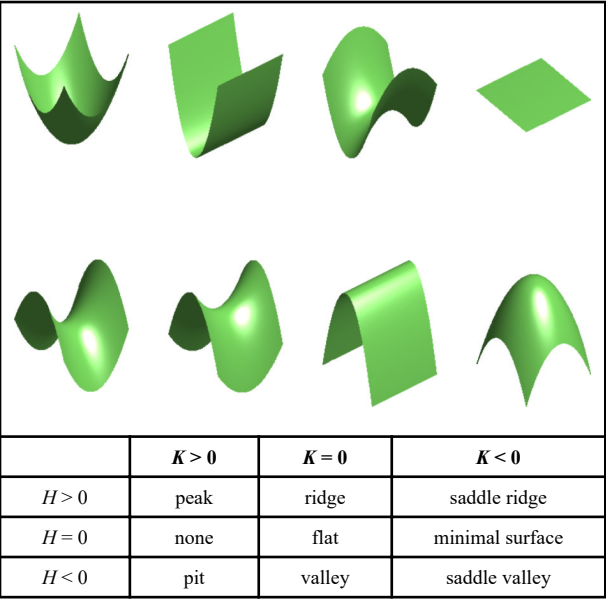 K > 0 K = 0 K < 0
H > 0 peak ridge saddle ridge
H = 0 none flat minimal surface
H < 0 pit valley saddle valley